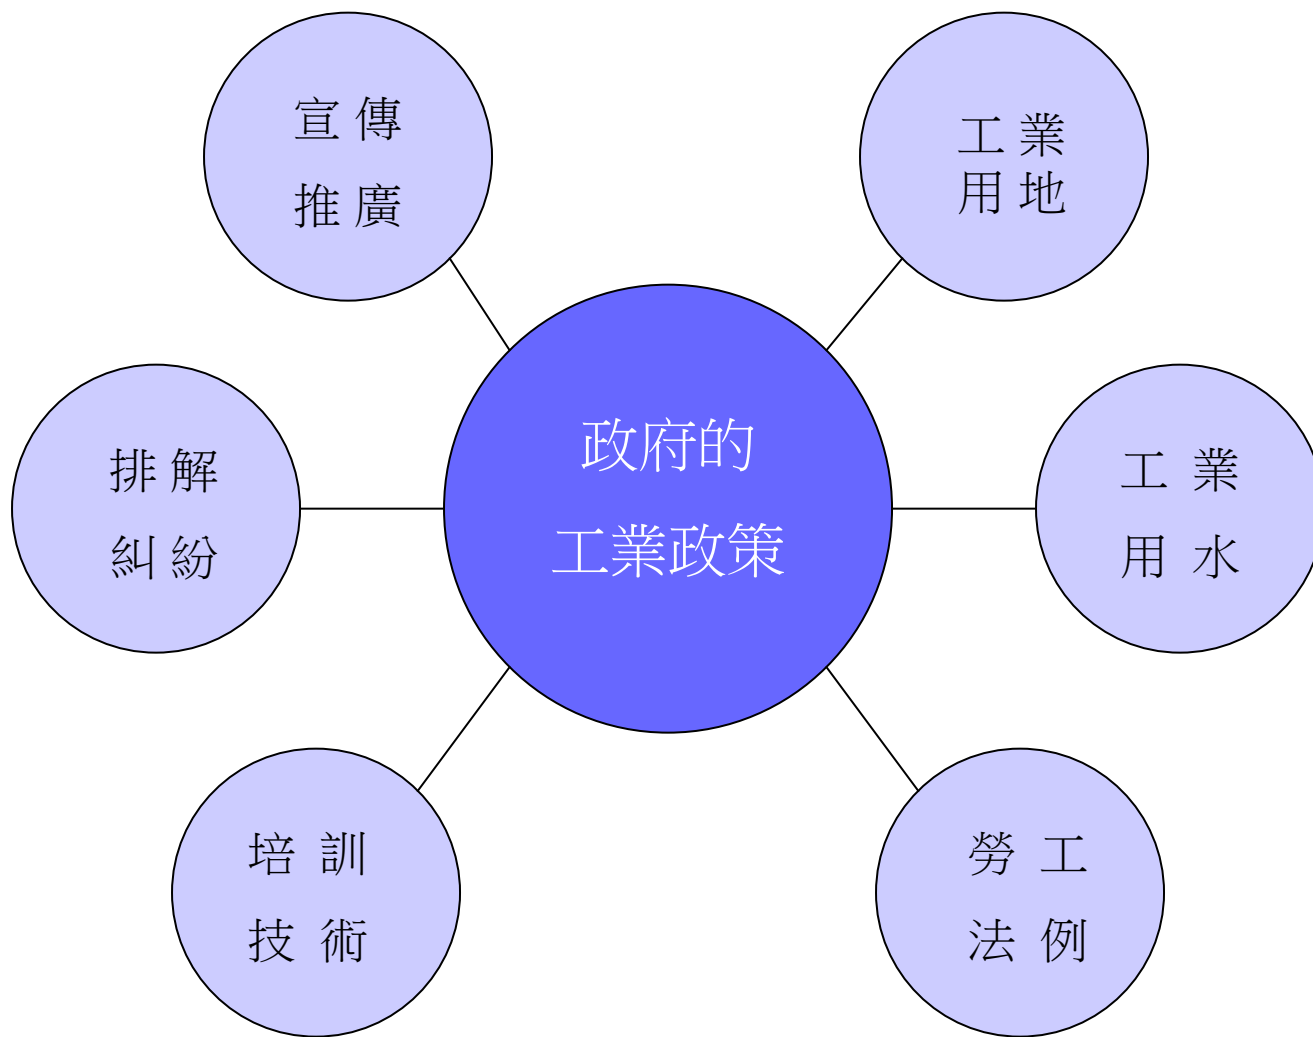 宣傳
推廣
工業
用地
政府的
工業政策
排解
糾紛
工業
用水
培訓
技術
勞工
法例